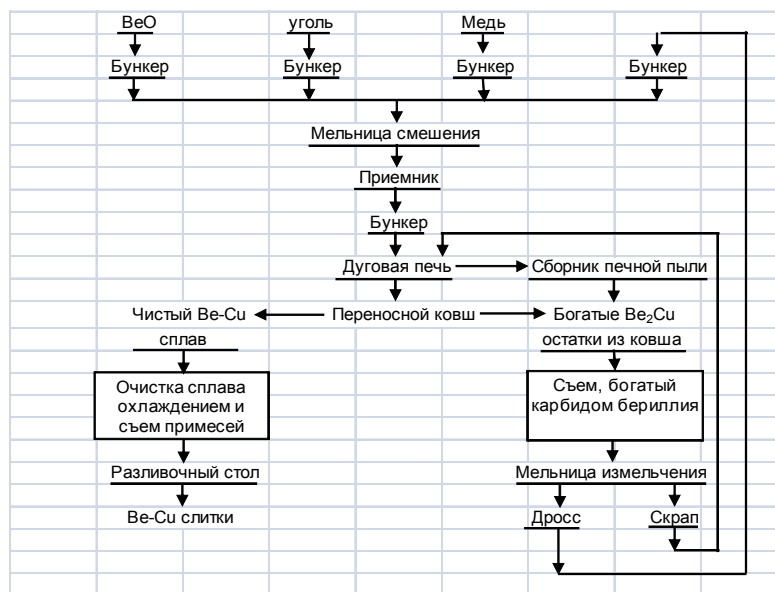 BeO уголь Медь
Бункер Бункер Бункер Бункер
Мельница смешения
Приемник
Бункер
Дуговая печь Сборник печной пыли
Чистый Be-Cu Переносной ковш Богатые Be₂Cu
сплав остатки из ковша
Очистка сплава
охлаждением и
съем примесей
Съем, богатый
карбидом бериллия
Разливочный стол Мельница измельчения
Be-Cu слитки Дросс Скрап